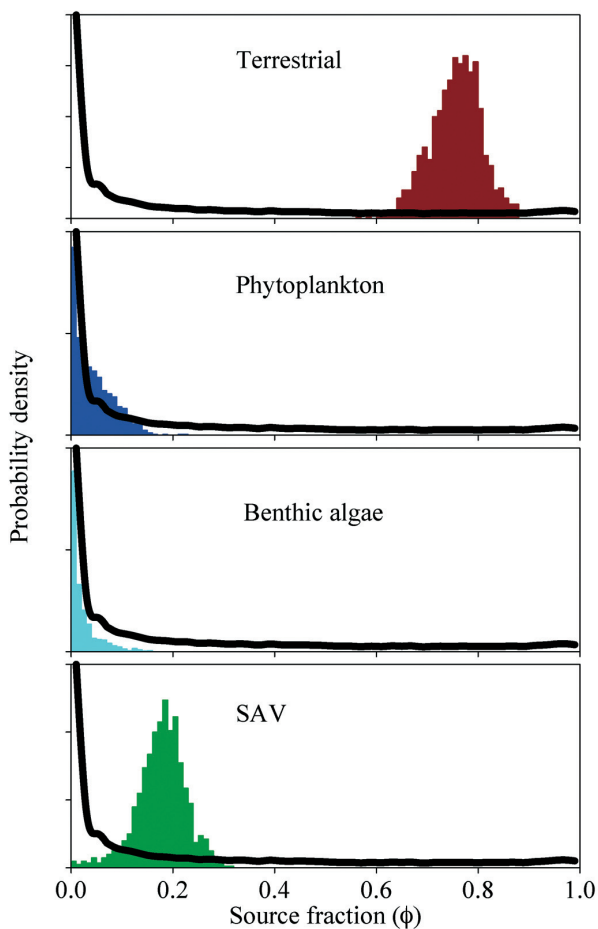 Terrestrial
Phytoplankton
Benthic algae
SAV
Probability density
0.0 0.2 0.4 0.6 0.8 1.0
Source fraction (ϕ)